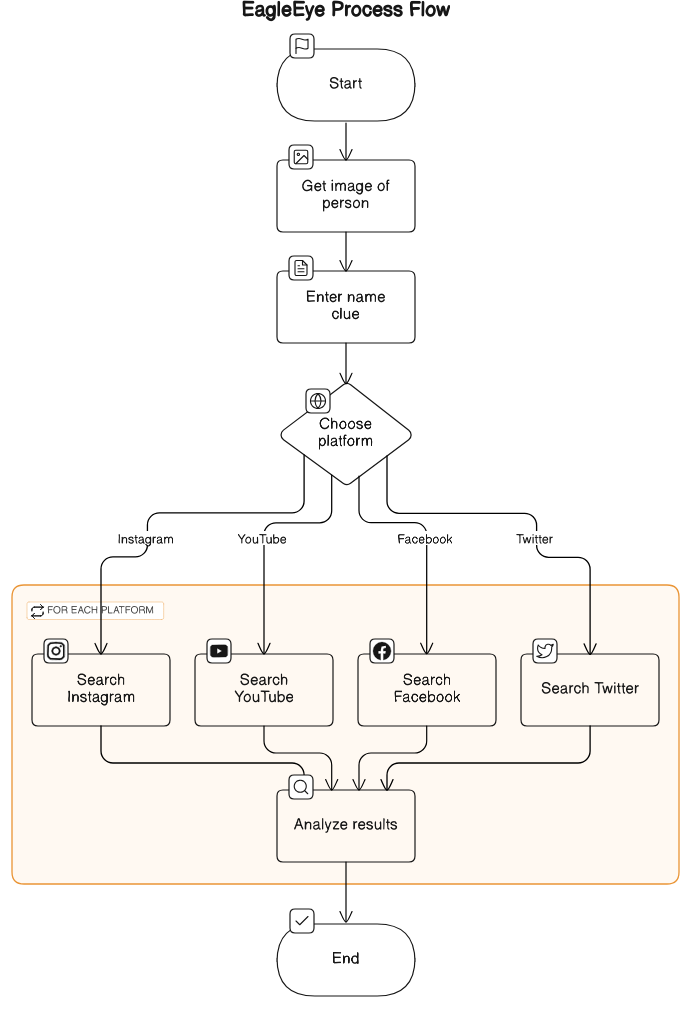 EagleEye Process Flow
Start
Get image of
person
Enter name
clue
Choose
platform
Instagram
YouTube
Facebook
Twitter
FOR EACH PLATFORM
Search
Instagram
Search
YouTube
Search
Facebook
Search Twitter
Analyze results
End